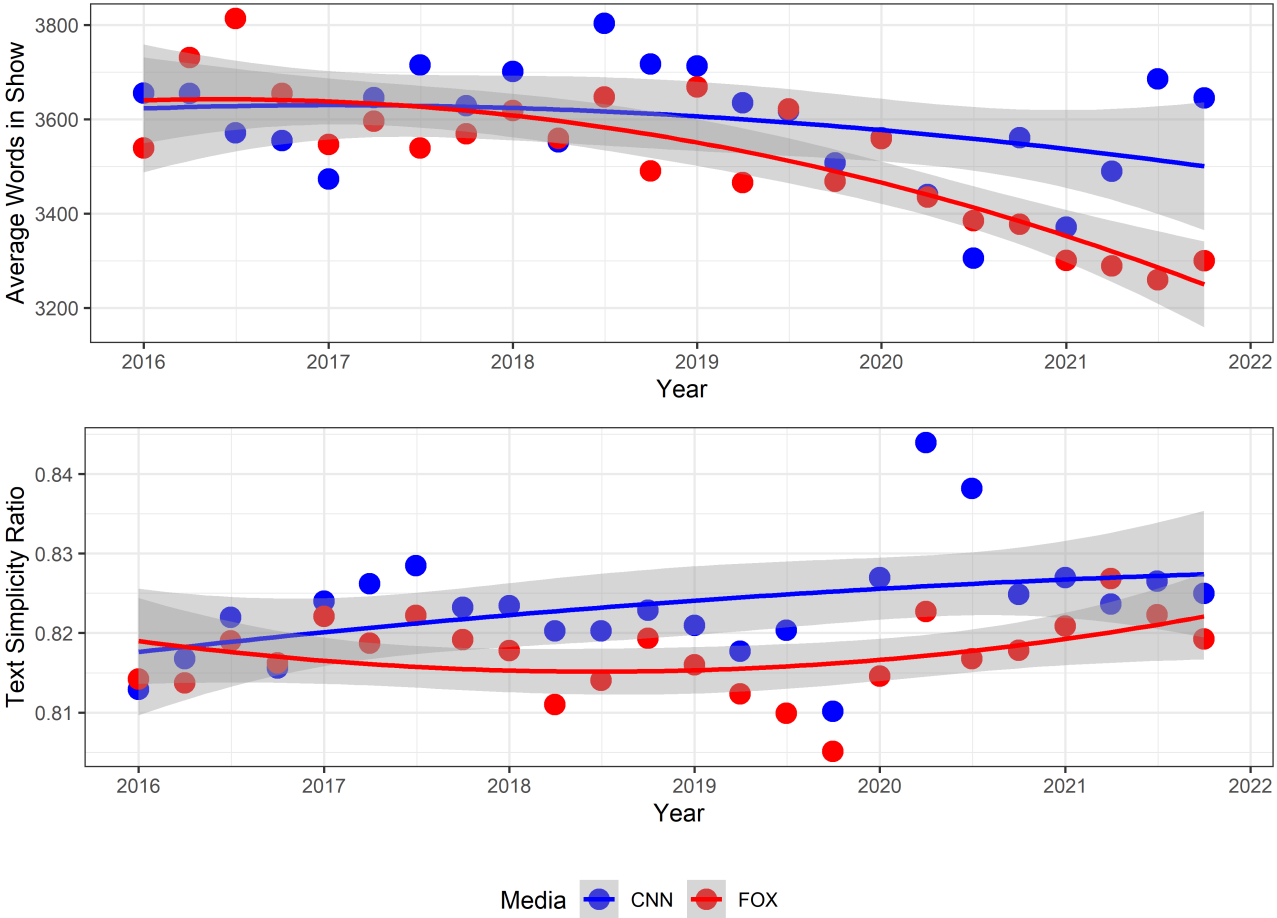 Average Words in Show
3800
3600
3400
3200
2016 2017 2018 2019 2020 2021 2022
Year
Text Simplicity Ratio
0.84
0.83
0.82
0.81
2016 2017 2018 2019 2020 2021 2022
Year
Media CNN FOX